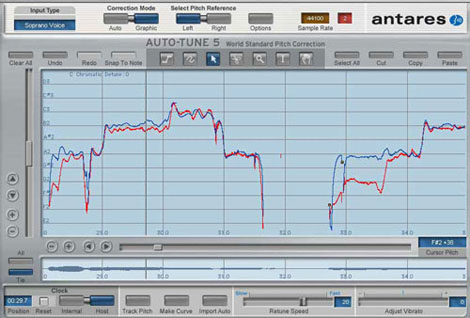 Input Type
Soprano Voice
Correction Mode
Auto
Graphic
Select Pitch Reference
Left
Right
Options
44100
2
Sample Rate
antares
AUTO-TUNE 5 World Standard Pitch Correction
Clear All
Undo
Redo
Snap To Note
Select All
Cut
Copy
Paste
29.0
30.0
31.0
32.0
33.0
34.0
F#2 +38
Cursor Pitch
All
Tie
00:29.7
Position
Reset
Clock
Internal
Host
Track Pitch
Make Curve
Import Auto
Slow
Fast
20
Retune Speed
0
Adjust Vibrato